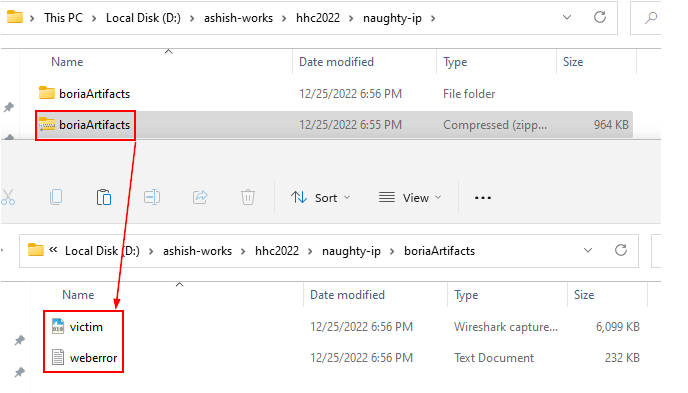 This PC > Local Disk (D:) > ashish-works > hhc2022 > naughty-ip >
Name Date modified Type Size
boriaArtifacts 12/25/2022 6:56 PM File folder
boriaArtifacts 12/25/2022 6:55 PM Compressed (zipp... 964 KB
Sort View ...
« Local Disk (D:) > ashish-works > hhc2022 > naughty-ip > boriaArtifacts
Name Date modified Type Size
victim 12/25/2022 6:56 PM Wireshark capture... 6,099 KB
weberror 12/25/2022 6:56 PM Text Document 232 KB